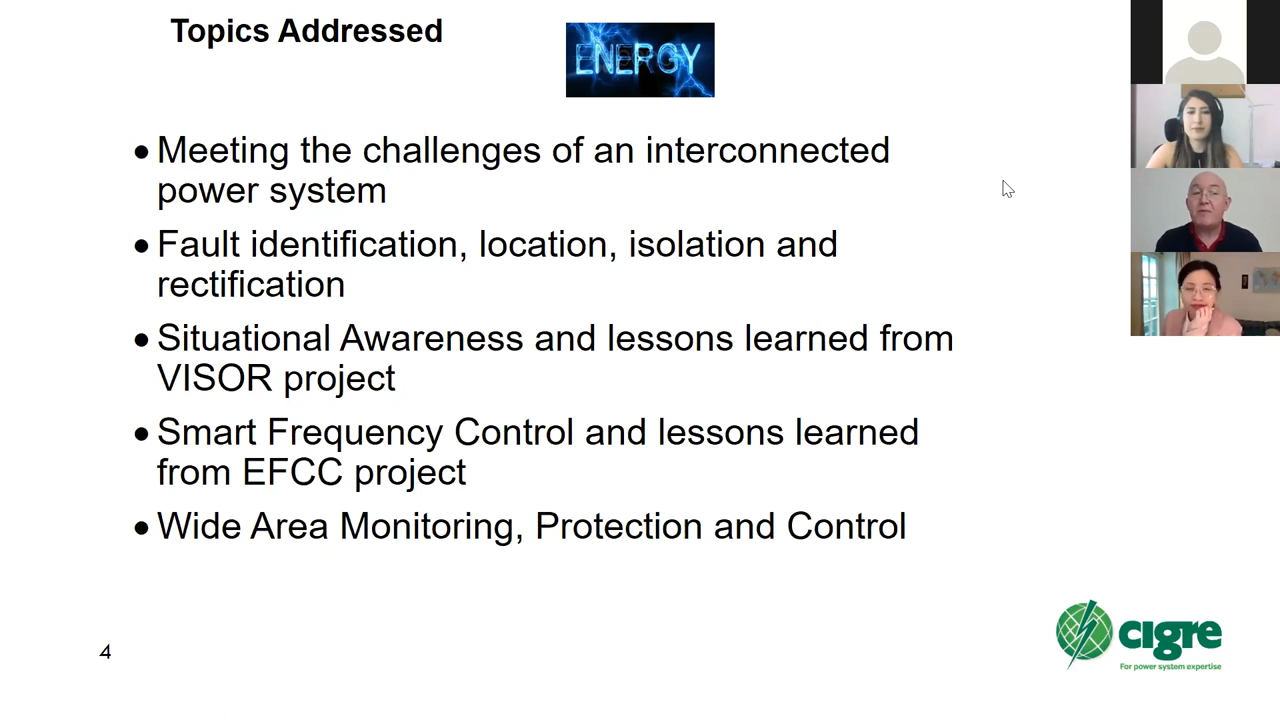 Topics Addressed
ENERGY
• Meeting the challenges of an interconnected
power system
• Fault identification, location, isolation and
rectification
• Situational Awareness and lessons learned from
VISOR project
• Smart Frequency Control and lessons learned
from EFCC project
• Wide Area Monitoring, Protection and Control
4
cigre
For power system expertise